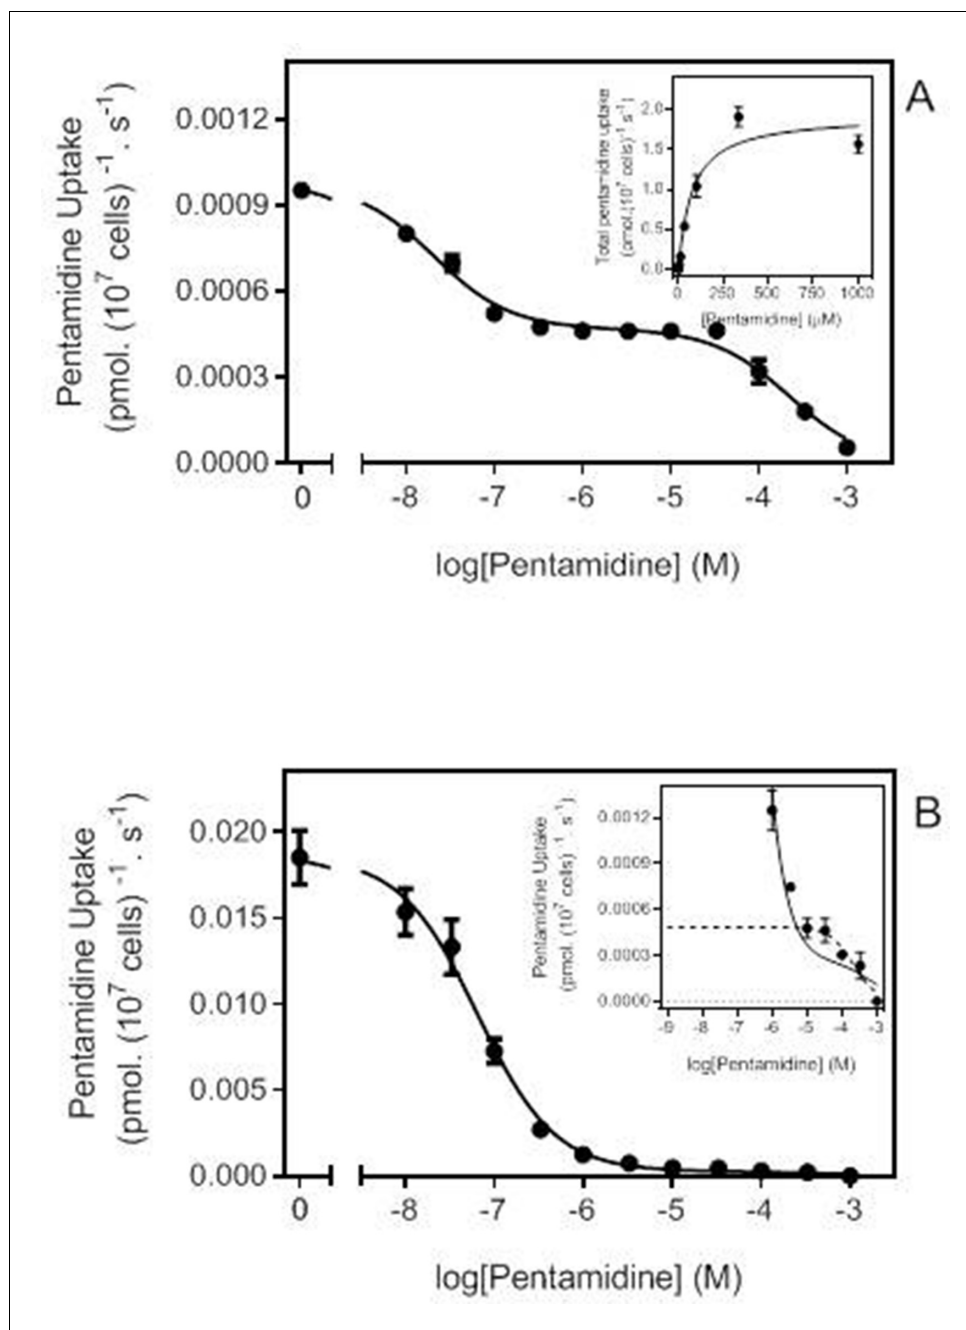 A
Pentamidine Uptake
(pmol. (10⁷ cells)⁻¹ . s⁻¹)
0.0012
0.0009
0.0006
0.0003
0.0000
0 -8 -7 -6 -5 -4 -3
log[Pentamidine] (M)
Total pentamidine uptake
(pmol.(10⁷ cells)⁻¹ s⁻¹)
2.0
1.5
1.0
0.5
0.0
0 250 500 750 1000
[Pentamidine] (μM)
B
Pentamidine Uptake
(pmol. (10⁷ cells)⁻¹ . s⁻¹)
0.020
0.015
0.010
0.005
0.000
0 -8 -7 -6 -5 -4 -3
log[Pentamidine] (M)
Pentamidine Uptake
(pmol. (10⁷ cells)⁻¹ . s⁻¹)
0.0012
0.0009
0.0006
0.0003
0.0000
-9 -8 -7 -6 -5 -4 -3
log[Pentamidine] (M)